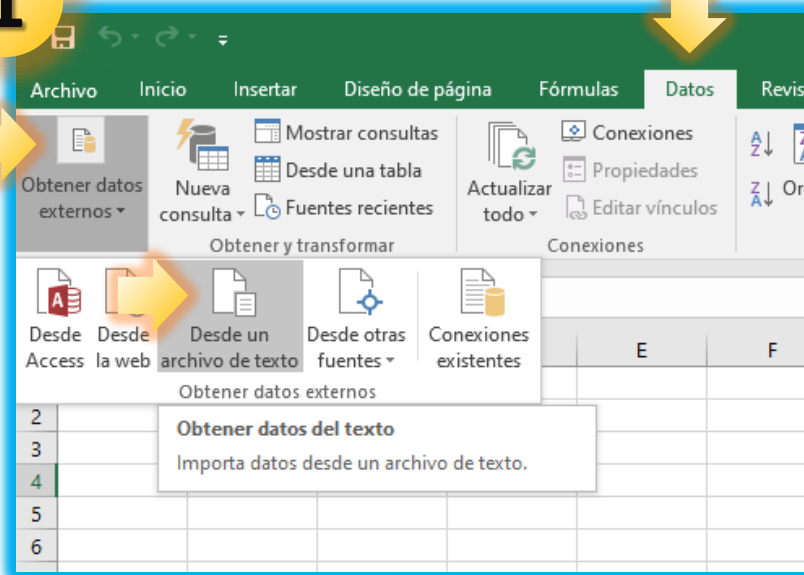 1
Archivo Inicio Insertar Diseño de página Fórmulas Datos Revis
Obtener datos
externos
Nueva
consulta
Mostrar consultas
Desde una tabla
Fuentes recientes
Obtener y transformar
Actualizar
todo
Conexiones
Propiedades
Editar vínculos
Conexiones
A
Z
Z
A
Or
Desde
Access
Desde
la web
Desde un
archivo de texto
Desde otras
fuentes
Conexiones
existentes
Obtener datos externos
E F
Obtener datos del texto
Importa datos desde un archivo de texto.
2
3
4
5
6